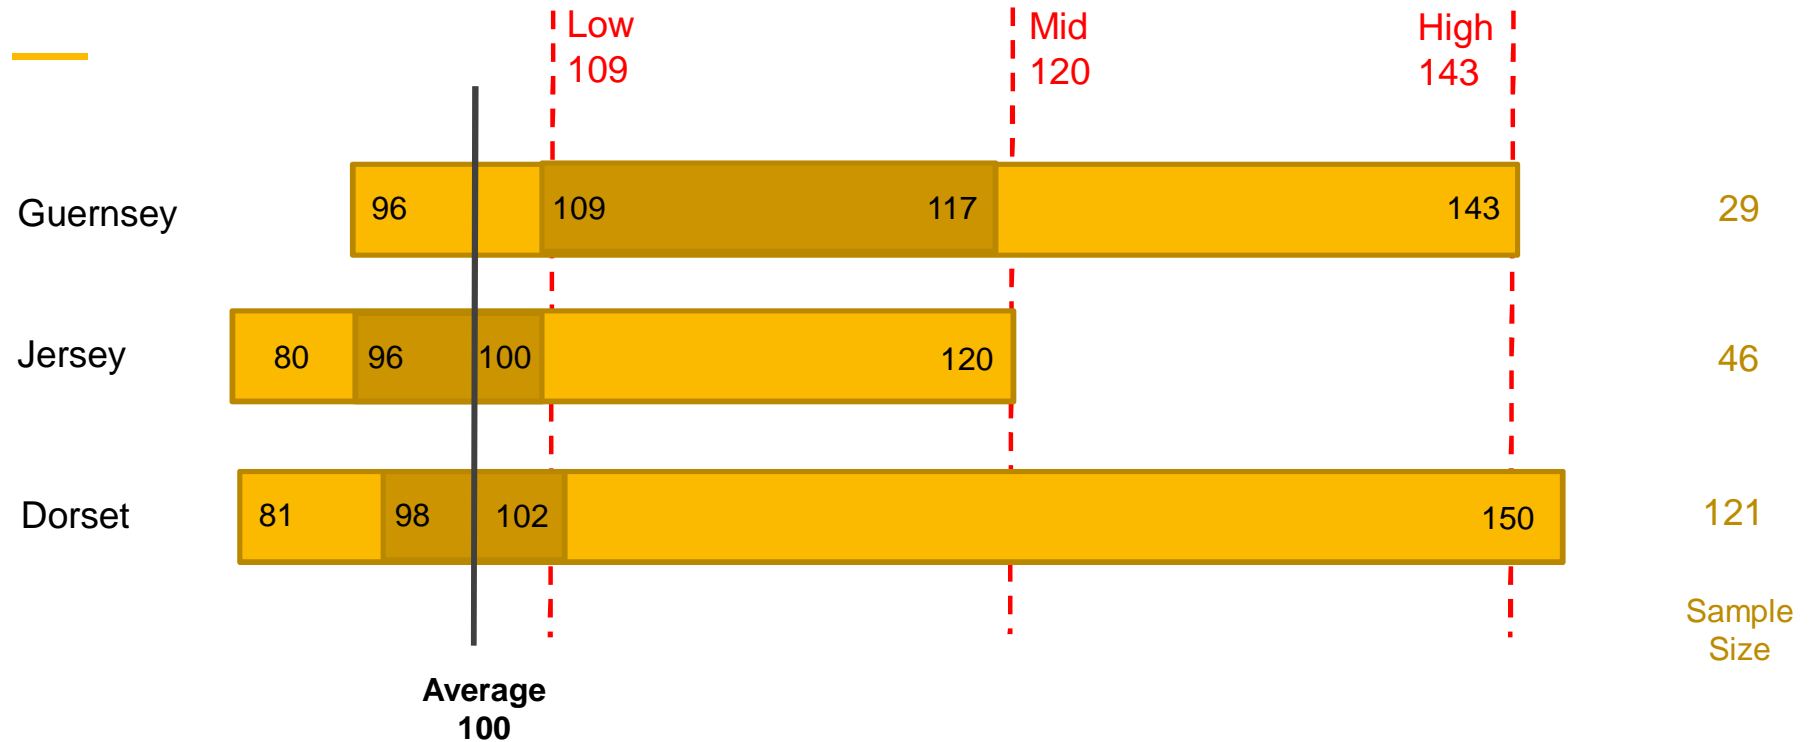 Low
109
Mid
120
High
143
Guernsey
96
109
117
143
29
Jersey
80
96
100
120
46
Dorset
81
98
102
150
121
Sample
Size
Average
100